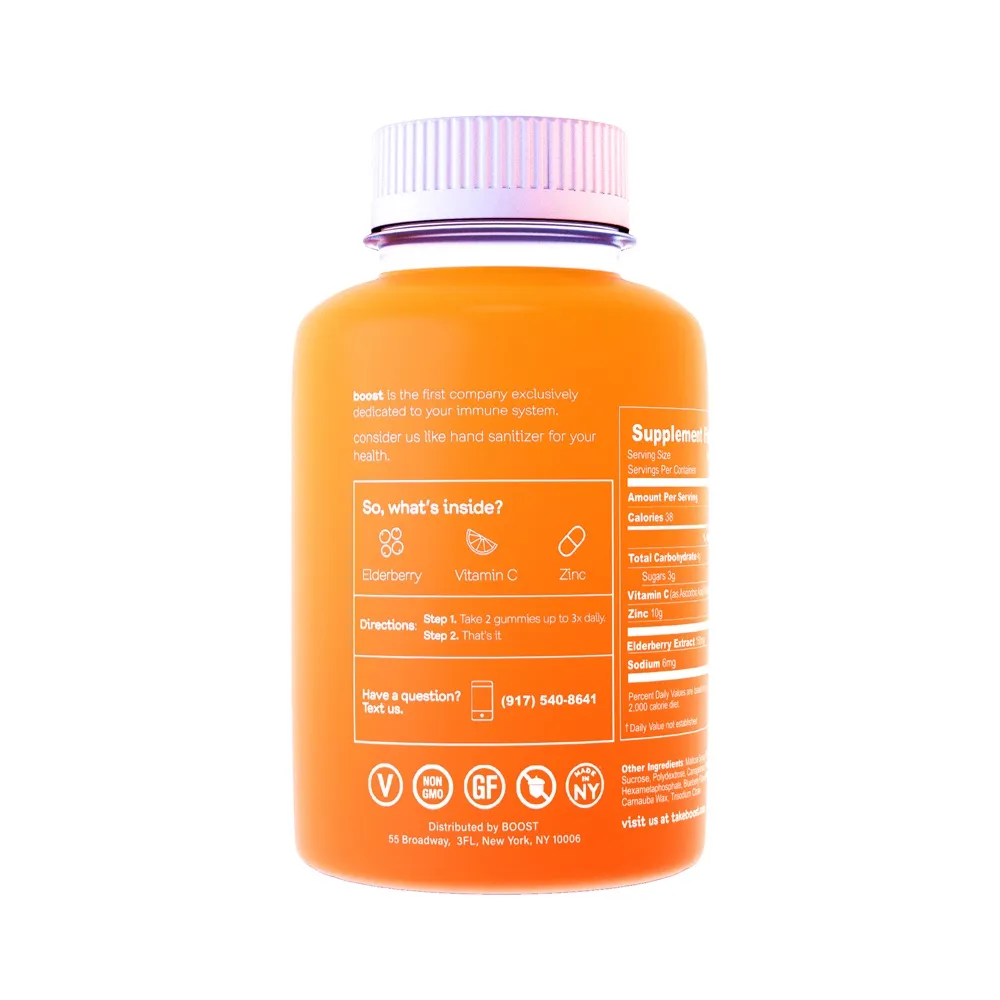 boost is the first company exclusively
dedicated to your immune system.
consider us like hand sanitizer for your
health.
So, what's inside?
Elderberry
Vitamin C
Zinc
Directions:
Step 1. Take 2 gummies up to 3x daily.
Step 2. That's it
Have a question?
Text us.
(917) 540-8641
V
NON
GMO
GF
MADE
IN
NY
Distributed by BOOST
55 Broadway, 3FL, New York, NY 10006
Supplement
Serving Size
Servings Per Container
Amount Per Serving
Calories 38
Total Carbohydrate
Sugars 3g
Vitamin C (as Ascorbic
Zinc 10g
Elderberry Extract
Sodium 6mg
Percent Daily Values are
2,000 calorie diet.
† Daily Value not established
Other Ingredients:
Sucrose, Polydextrose,
Hexametaphosphate,
Carnauba Wax, Trisodium
visit us at takeboost